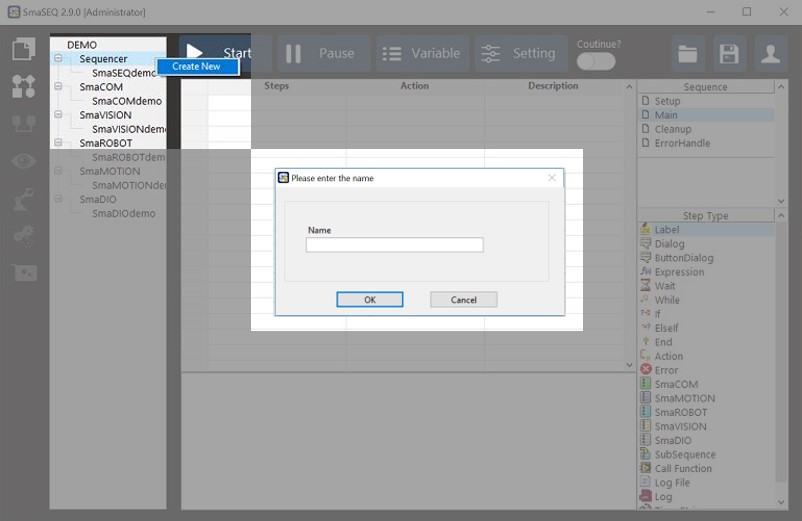 SmaSEQ 2.9.0 [Administrator]
DEMO
Sequencer
Create New
SmaSEQdemo
SmaCOM
SmaCOMdemo
SmaVISION
SmaVISIONdem
SmaROBOT
SmaROBOTdem
SmaMOTION
SmaMOTIONde
SmaDIO
SmaDIOdemo
Start
Pause
Variable
Setting
Coutinue?
Steps
Action
Description
Please enter the name
Name
OK
Cancel
Sequence
Setup
Main
Cleanup
ErrorHandle
Step Type
Label
Dialog
ButtonDialog
Expression
Wait
While
If
ElseIf
End
Action
Error
SmaCOM
SmaMOTION
SmaROBOT
SmaVISION
SmaDIO
SubSequence
Call Function
Log File
Log